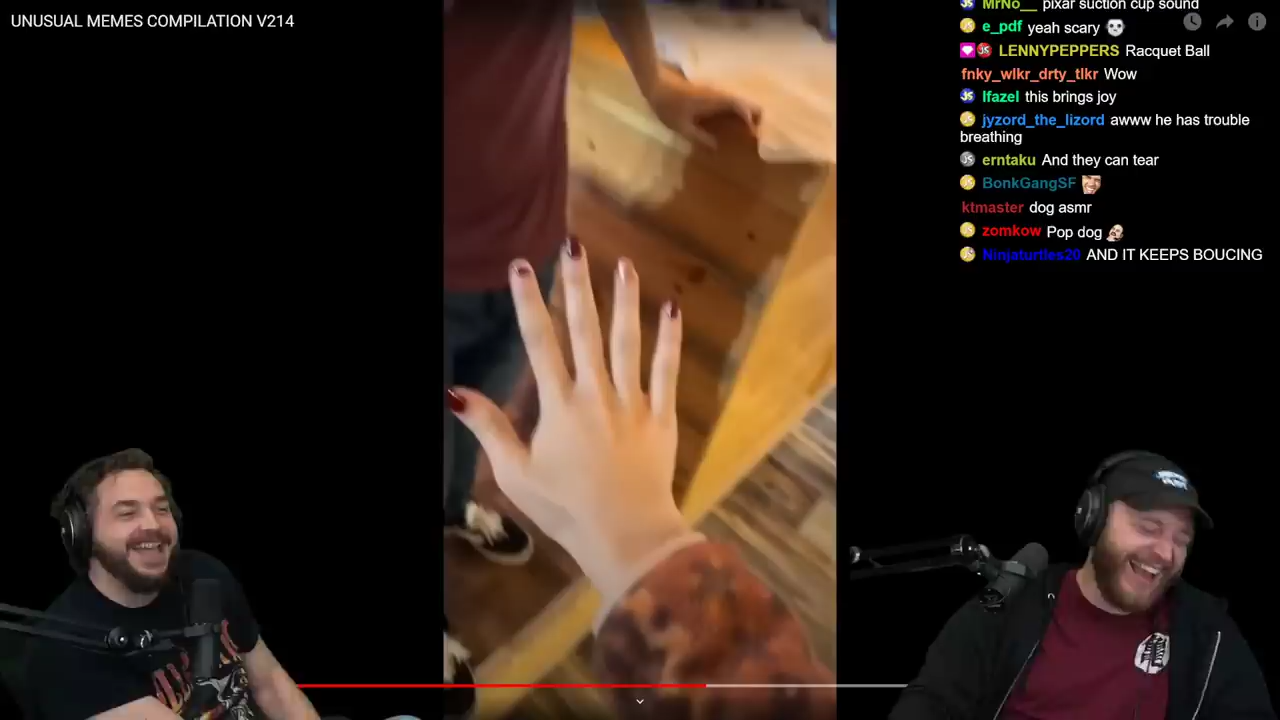 UNUSUAL MEMES COMPILATION V214
MrNo__ pixar suction cup sound
e_pdf yeah scary
LENNYPEPPERS Racquet Ball
fnky_wlkr_drty_tlkr Wow
lfazel this brings joy
jyzord_the_lizord awww he has trouble
breathing
erntaku And they can tear
BonkGangSF
ktmaster dog asmr
zomkow Pop dog
Ninjaturtles20 AND IT KEEPS BOUCING